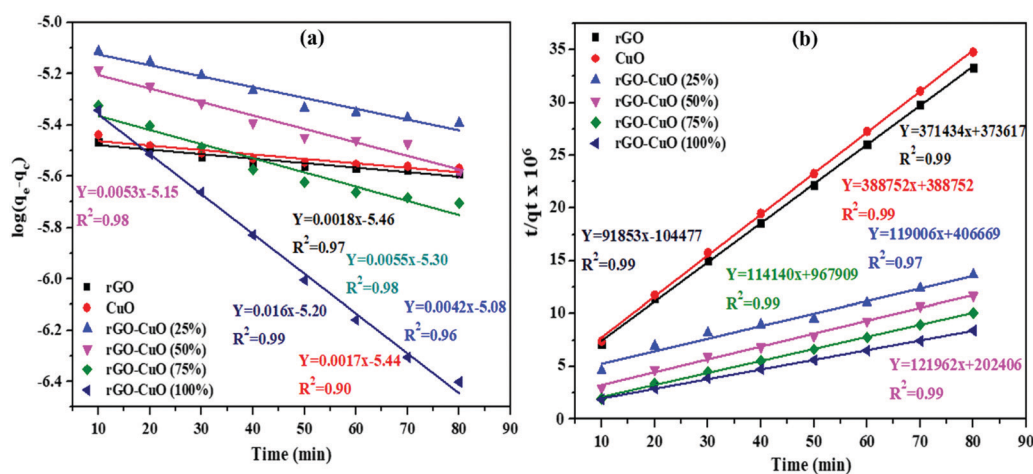 (a)
-5.0
-5.2
-5.4
-5.6
-5.8
-6.0
-6.2
-6.4
log(qe-qc)
Y=0.0053x-5.15
R2=0.98
Y=0.0018x-5.46
R2=0.97
Y=0.0055x-5.30
R2=0.98
Y=0.016x-5.20
R2=0.99
Y=0.0042x-5.08
R2=0.96
Y=0.0017x-5.44
R2=0.90
rGO
CuO
rGO-CuO (25%)
rGO-CuO (50%)
rGO-CuO (75%)
rGO-CuO (100%)
10 20 30 40 50 60 70 80 90
Time (min)
(b)
35
30
25
20
15
10
5
0
t/qt x 10^6
rGO
CuO
rGO-CuO (25%)
rGO-CuO (50%)
rGO-CuO (75%)
rGO-CuO (100%)
Y=371434x+373617
R2=0.99
Y=388752x+388752
R2=0.99
Y=91853x-104477
R2=0.99
119006x+406669
R2=0.97
Y=114140x+967909
R2=0.99
Y=121962x+202406
R2=0.99
10 20 30 40 50 60 70 80 90
Time (min)